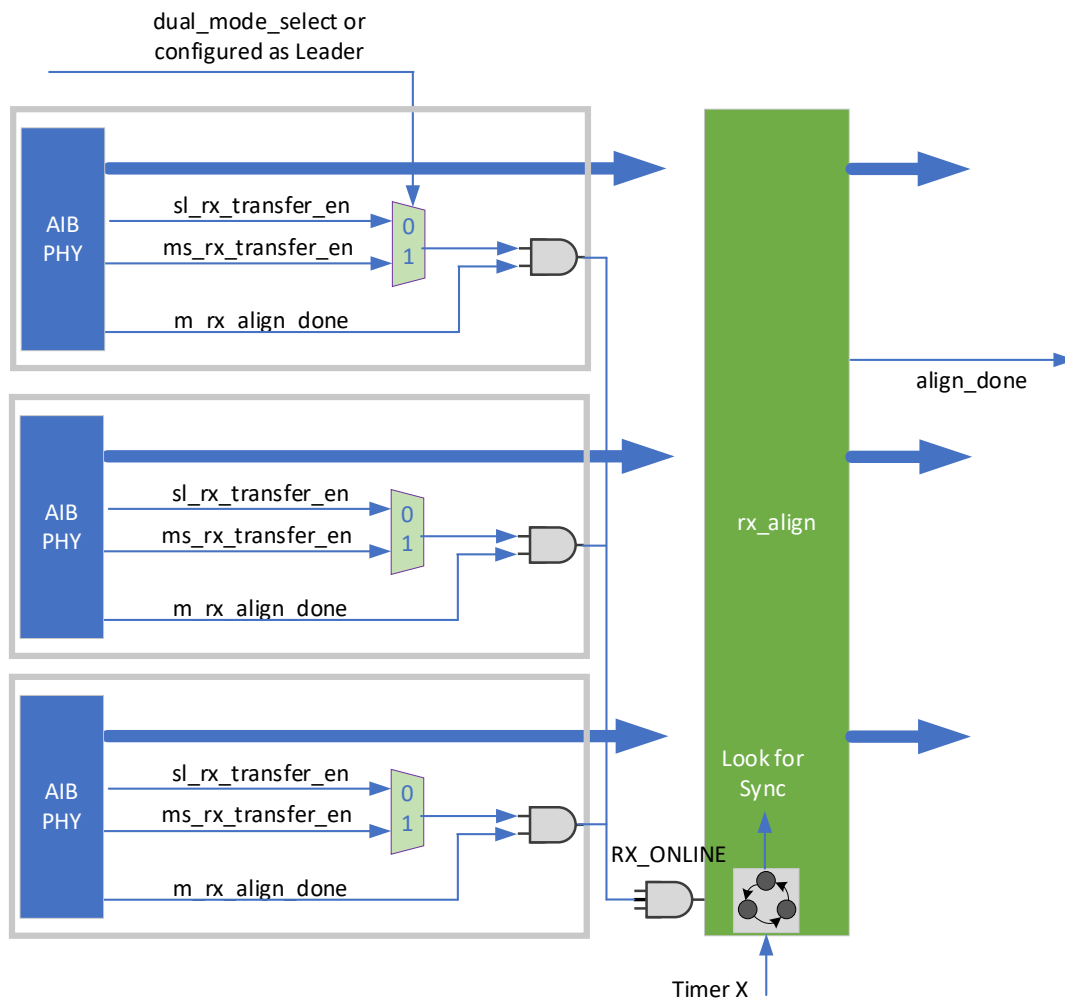 dual_mode_select or
configured as Leader
AIB
PHY
sl_rx_transfer_en
ms_rx_transfer_en
m_rx_align_done
0
1
align_done
AIB
PHY
sl_rx_transfer_en
ms_rx_transfer_en
m_rx_align_done
0
1
rx_align
AIB
PHY
sl_rx_transfer_en
ms_rx_transfer_en
m_rx_align_done
0
1
Look for
Sync
RX_ONLINE
Timer X